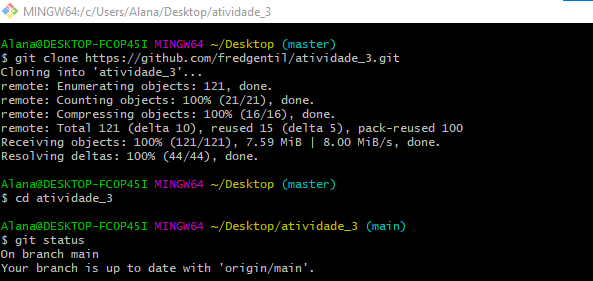 MINGW64:/c/Users/Alana/Desktop/atividade_3
Alana@DESKTOP-FCOP45I MINGW64 ~/Desktop (master)
$ git clone https://github.com/fredgentil/atividade_3.git
Cloning into 'atividade_3'...
remote: Enumerating objects: 121, done.
remote: Counting objects: 100% (21/21), done.
remote: Compressing objects: 100% (16/16), done.
remote: Total 121 (delta 10), reused 15 (delta 5), pack-reused 100
Receiving objects: 100% (121/121), 7.59 MiB | 8.00 MiB/s, done.
Resolving deltas: 100% (44/44), done.
Alana@DESKTOP-FCOP45I MINGW64 ~/Desktop (master)
$ cd atividade_3
Alana@DESKTOP-FCOP45I MINGW64 ~/Desktop/atividade_3 (main)
$ git status
On branch main
Your branch is up to date with 'origin/main'.